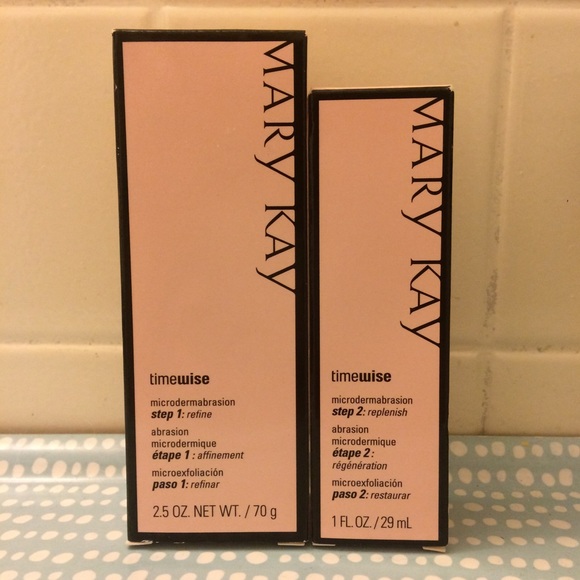 MARY KAY
timewise
microdermabrasion
step 1: refine
abrasion
microdermique
étape 1 : affinement
microexfoliación
paso 1: refinar
2.5 OZ. NET WT. / 70 g
MARY KAY
timewise
microdermabrasion
step 2: replenish
abrasion
microdermique
étape 2 :
régénération
microexfoliación
paso 2: restaurar
1 FL. OZ. / 29 mL